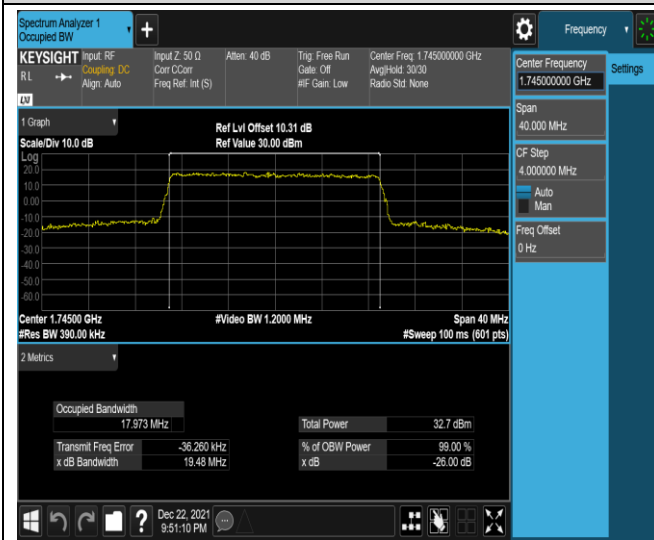 Spectrum Analyzer 1
Occupied BW
Frequency
KEYSIGHT
RL
LXI
Input: RF
Coupling: DC
Align: Auto
Input Z: 50 Ω
Corr CCorr
Freq Ref: Int (S)
Atten: 40 dB
Trig: Free Run
Gate: Off
#IF Gain: Low
Center Freq: 1.745000000 GHz
Avg|Hold: 30/30
Radio Std: None
1 Graph
Scale/Div 10.0 dB
Ref Lvl Offset 10.31 dB
Ref Value 30.00 dBm
Log
20.0
10.0
0.00
-10.0
-20.0
-30.0
-40.0
-50.0
-60.0
Center 1.74500 GHz
#Res BW 390.00 kHz
#Video BW 1.2000 MHz
Span 40 MHz
#Sweep 100 ms (601 pts)
2 Metrics
Occupied Bandwidth
17.973 MHz
Transmit Freq Error -36.260 kHz
x dB Bandwidth 19.48 MHz
Total Power 32.7 dBm
% of OBW Power 99.00 %
x dB -26.00 dB
?
Dec 22, 2021
9:51:10 PM
Center Frequency
1.745000000 GHz
Settings
Span
40.000 MHz
CF Step
4.000000 MHz
Auto
Man
Freq Offset
0 Hz